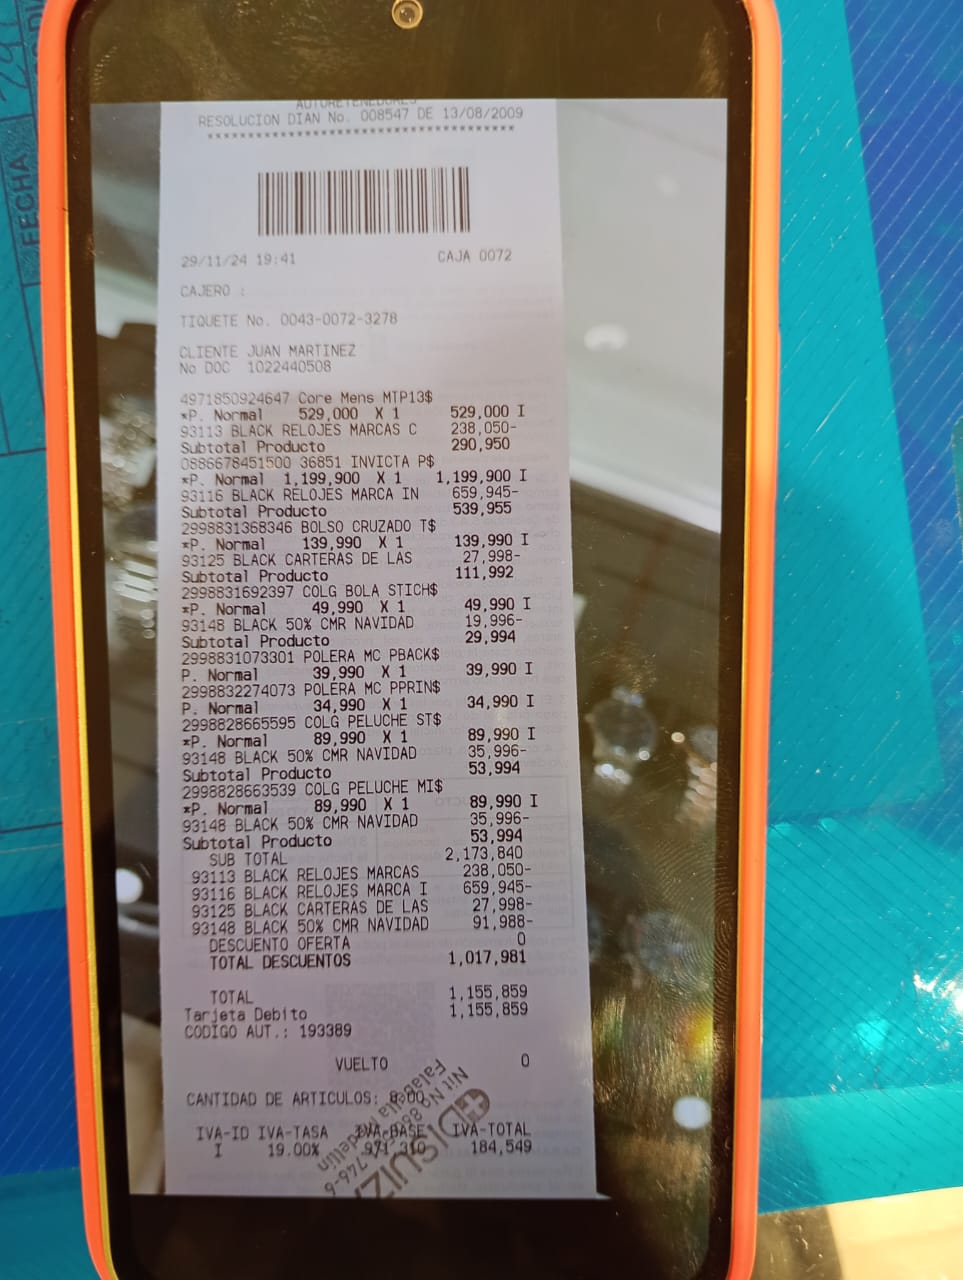 AUTORETENEDORES
RESOLUCION DIAN No. 008547 DE 13/08/2009
****************************************
29/11/24 19:41 CAJA 0072
CAJERO :
TIQUETE No. 0043-0072-3278
CLIENTE JUAN MARTINEZ
No DOC 1022440508
4971850924647 Core Mens MTP13$
*P. Normal 529,000 X 1 529,000 I
93113 BLACK RELOJES MARCAS C 238,050-
Subtotal Producto 290,950
0886678451500 36851 INVICTA P$
*P. Normal 1,199,900 X 1 1,199,900 I
93116 BLACK RELOJES MARCA IN 659,945-
Subtotal Producto 539,955
2998831368346 BOLSO CRUZADO T$
*P. Normal 139,990 X 1 139,990 I
93125 BLACK CARTERAS DE LAS 27,998-
Subtotal Producto 111,992
2998831692397 COLG BOLA STICH$
*P. Normal 49,990 X 1 49,990 I
93148 BLACK 50% CMR NAVIDAD 19,996-
Subtotal Producto 29,994
2998831073301 POLERA MC PBACK$
P. Normal 39,990 X 1 39,990 I
2998832274073 POLERA MC PPRIN$
P. Normal 34,990 X 1 34,990 I
2998828665595 COLG PELUCHE ST$
*P. Normal 89,990 X 1 89,990 I
93148 BLACK 50% CMR NAVIDAD 35,996-
Subtotal Producto 53,994
2998828663539 COLG PELUCHE MI$
*P. Normal 89,990 X 1 89,990 I
93148 BLACK 50% CMR NAVIDAD 35,996-
Subtotal Producto 53,994
SUB TOTAL 2,173,840
93113 BLACK RELOJES MARCAS 238,050-
93116 BLACK RELOJES MARCA I 659,945-
93125 BLACK CARTERAS DE LAS 27,998-
93148 BLACK 50% CMR NAVIDAD 91,988-
DESCUENTO OFERTA 0
TOTAL DESCUENTOS 1,017,981
TOTAL 1,155,859
Tarjeta Debito 1,155,859
CODIGO AUT.: 193389
VUELTO 0
CANTIDAD DE ARTICULOS: 8.00
IVA-ID IVA-TASA IVA-BASE IVA-TOTAL
I 19.00% 971,310 184,549
DISUIZA
Nit No
Falabella
FECHA